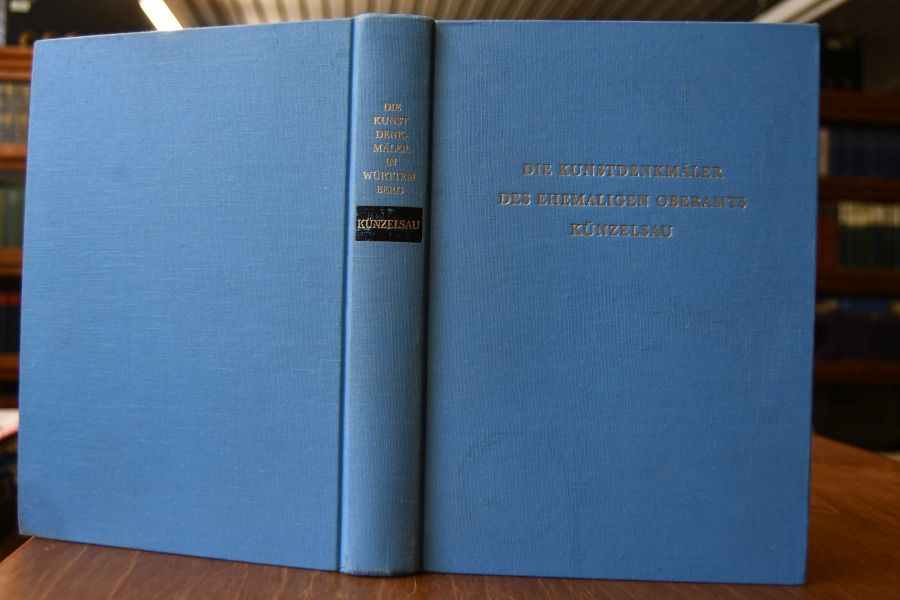 DIE
KUNST
DENK-
MÄLER
IN
WÜRTTEM
BERG
KÜNZELSAU
DIE KUNSTDENKMÄLER
DES EHEMALIGEN OBERAMTS
KÜNZELSAU